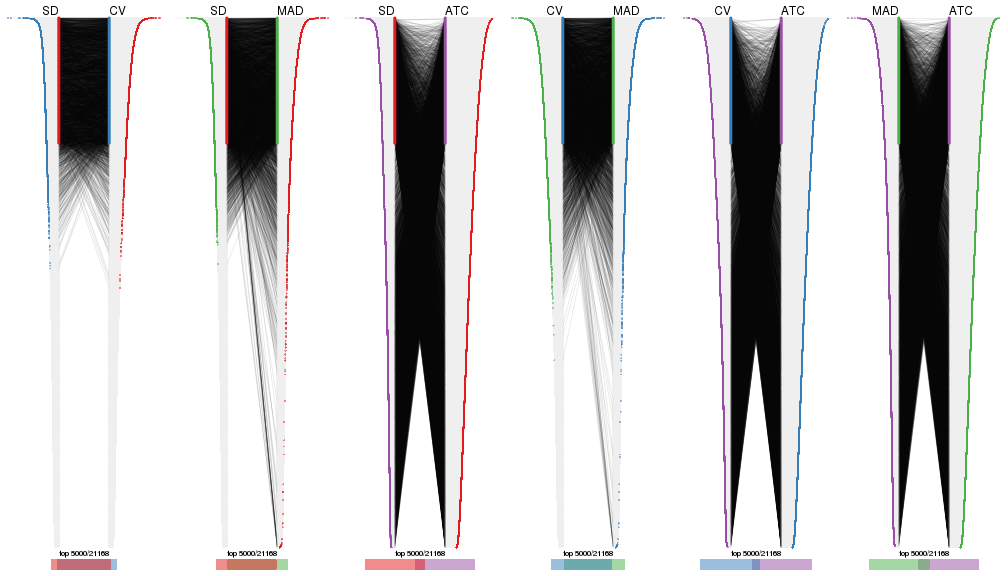 SD CV
SD MAD
SD ATC
CV MAD
CV ATC
MAD ATC
top 5000/21168
top 5000/21168
top 5000/21168
top 5000/21168
top 5000/21168
top 5000/21168